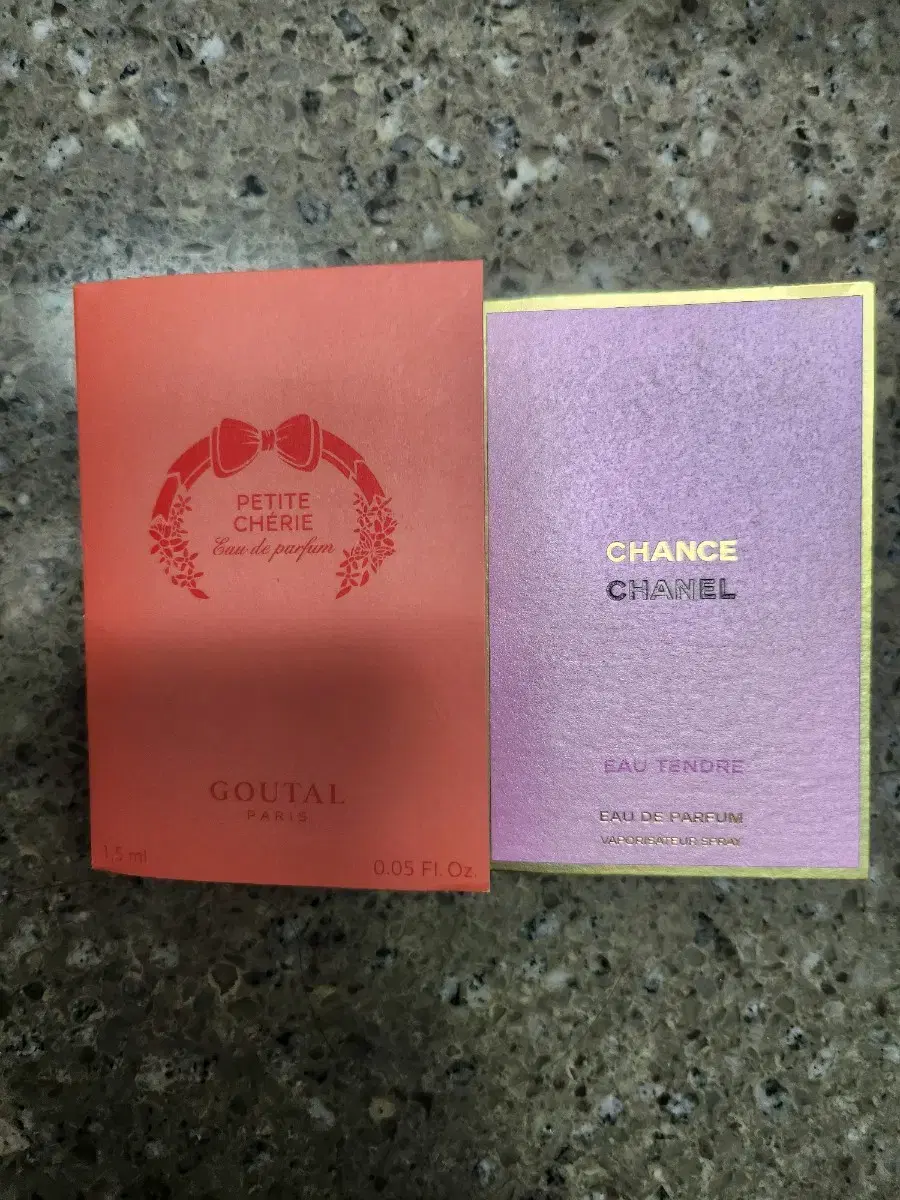 PETITE
CHÉRIE
Eau de parfum
GOUTAL
PARIS
1,5 ml
0.05 Fl. Oz.
CHANCE
CHANEL
EAU TENDRE
EAU DE PARFUM
VAPORISATEUR SPRAY